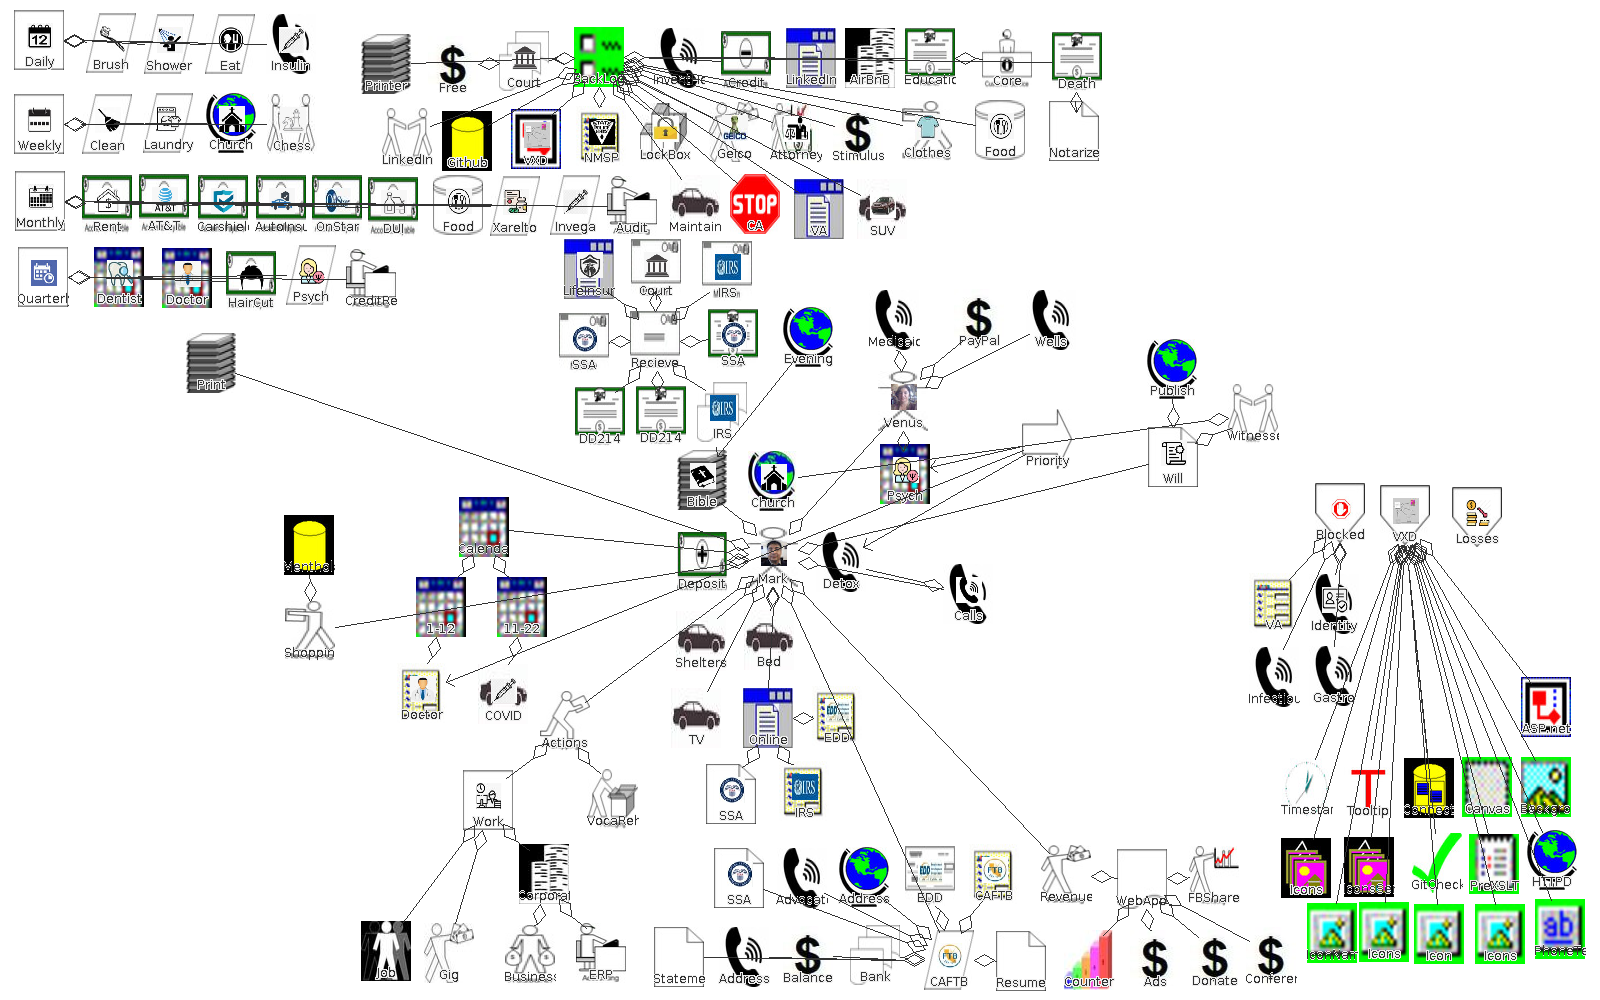 Daily
Brush
Shower
Eat
Insulin
Printer
Free
Court
BackLog
Credit
LinkedIn
AirBnB
Educatic
Core
Death
Weekly
Clean
Laundry
Church
Chess
LinkedIn
Github
VXD
NMSP
LockBox
Geico
Attorney
Stimulus
Clothes
Food
Notarize
Monthly
Rent
AT&T
Carshiel
AutoInsu
OnStar
DUI
Food
Xarelto
Invega
Audit
Maintain
STOP
CA
VA
SUV
Quarterl
Dentist
Doctor
HairCut
Psych
CreditRe
LifeInsur
Court
IRS
SSA
Recieve
SSA
Evening
Medicaic
PayPal
Wells
Print
DD214
DD214
IRS
Venus
Publish
Witnesse
Priority
Bible
Church
Psych
Will
Calenda
Blocked
VXD
Losses
Menthol
Deposit
Mark
Detox
Calls
1-12
11-22
Shoppin
Shelters
Bed
VA
Identity
Doctor
COVID
Infectiou
Gastro
Actions
TV
Online
EDD
ASP.net
SSA
IRS
Work
VocaReh
Timestar
Tooltip
Connect
Canvas
Backgro
Corporat
SSA
Advocati
Address
EDD
CAFTB
Revenue
WebApp
FBShare
Icons
GitCheck
PreXSLT
HTTPD
Job
Gig
Business
ERP
Stateme
Address
Balance
Bank
CAFTB
Resume
Counter
Ads
Donate
Conferer
Icons
Icon
Icons
PhoneTe